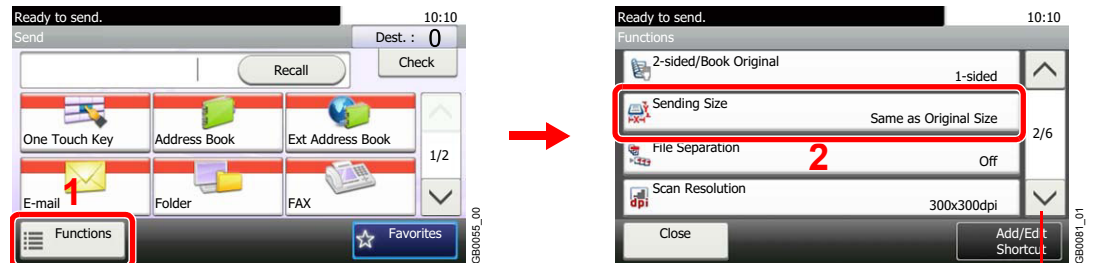 Ready to send.
10:10
Send
Dest. : 0
Recall
Check
One Touch Key
Address Book
Ext Address Book
1/2
1
E-mail
Folder
FAX
Functions
Favorites
GB0055_00
Ready to send.
10:10
Functions
2-sided/Book Original
1-sided
Sending Size
Same as Original Size
2/6
File Separation
2
Off
Scan Resolution
dpi
300x300dpi
Close
Add/Edit
Shortcut
GB0081_01